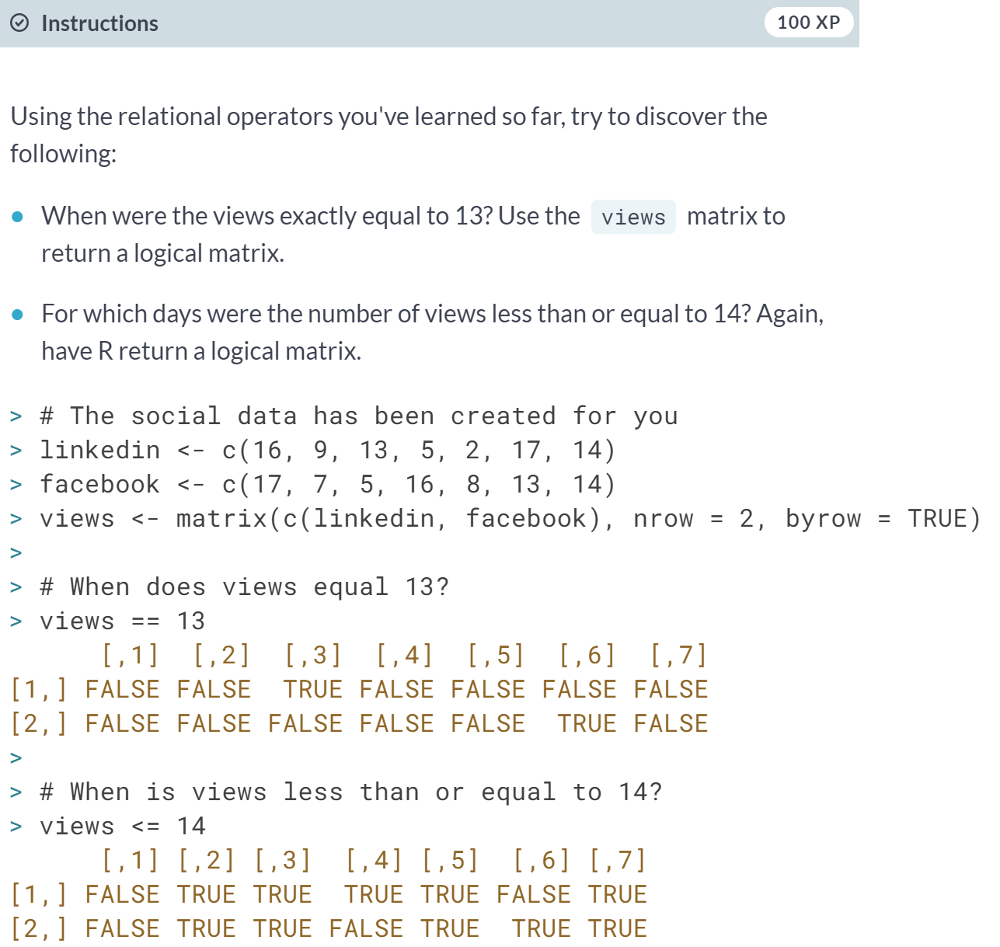 Instructions
100 XP
Using the relational operators you've learned so far, try to discover the
following:
● When were the views exactly equal to 13? Use the views matrix to
return a logical matrix.
● For which days were the number of views less than or equal to 14? Again,
have R return a logical matrix.
> # The social data has been created for you
> linkedin <- c(16, 9, 13, 5, 2, 17, 14)
> facebook <- c(17, 7, 5, 16, 8, 13, 14)
> views <- matrix(c(linkedin, facebook), nrow = 2, byrow = TRUE)
>
> # When does views equal 13?
> views == 13
      [,1]  [,2]  [,3]  [,4]  [,5]  [,6]  [,7]
[1,] FALSE FALSE  TRUE FALSE FALSE FALSE FALSE
[2,] FALSE FALSE FALSE FALSE FALSE  TRUE FALSE
>
> # When is views less than or equal to 14?
> views <= 14
      [,1] [,2] [,3]  [,4] [,5]  [,6] [,7]
[1,] FALSE TRUE TRUE  TRUE TRUE FALSE TRUE
[2,] FALSE TRUE TRUE FALSE TRUE  TRUE TRUE